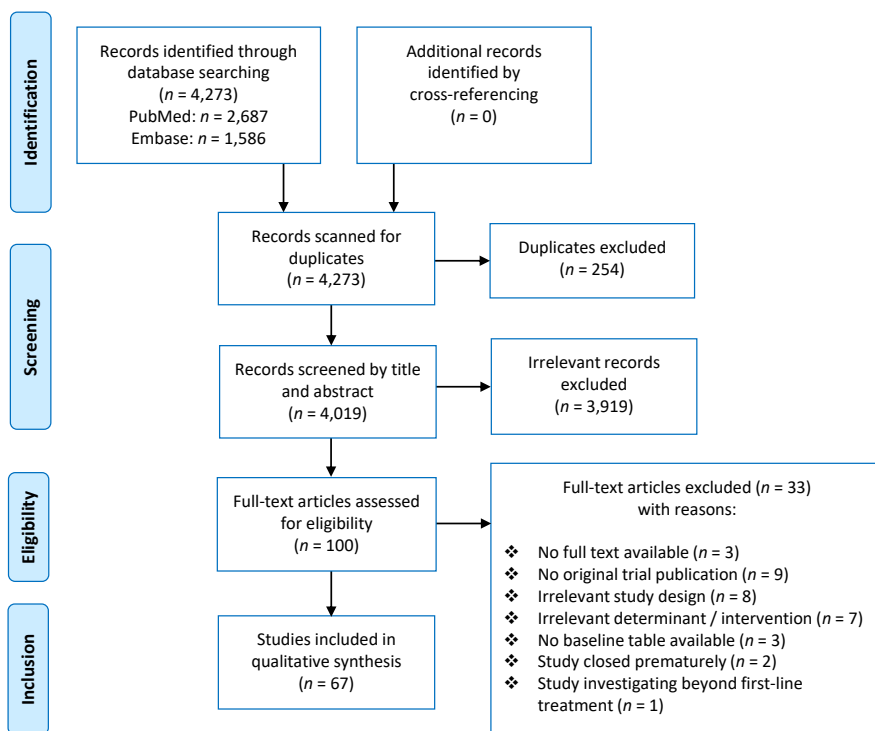 Identification
Records identified through
database searching
(n = 4,273)
PubMed: n = 2,687
Embase: n = 1,586
Additional records
identified by
cross-referencing
(n = 0)
Screening
Records scanned for
duplicates
(n = 4,273)
Duplicates excluded
(n = 254)
Records screened by title
and abstract
(n = 4,019)
Irrelevant records
excluded
(n = 3,919)
Eligibility
Full-text articles assessed
for eligibility
(n = 100)
Full-text articles excluded (n = 33)
with reasons:
❖ No full text available (n = 3)
❖ No original trial publication (n = 9)
❖ Irrelevant study design (n = 8)
❖ Irrelevant determinant / intervention (n = 7)
❖ No baseline table available (n = 3)
❖ Study closed prematurely (n = 2)
❖ Study investigating beyond first-line
treatment (n = 1)
Inclusion
Studies included in
qualitative synthesis
(n = 67)